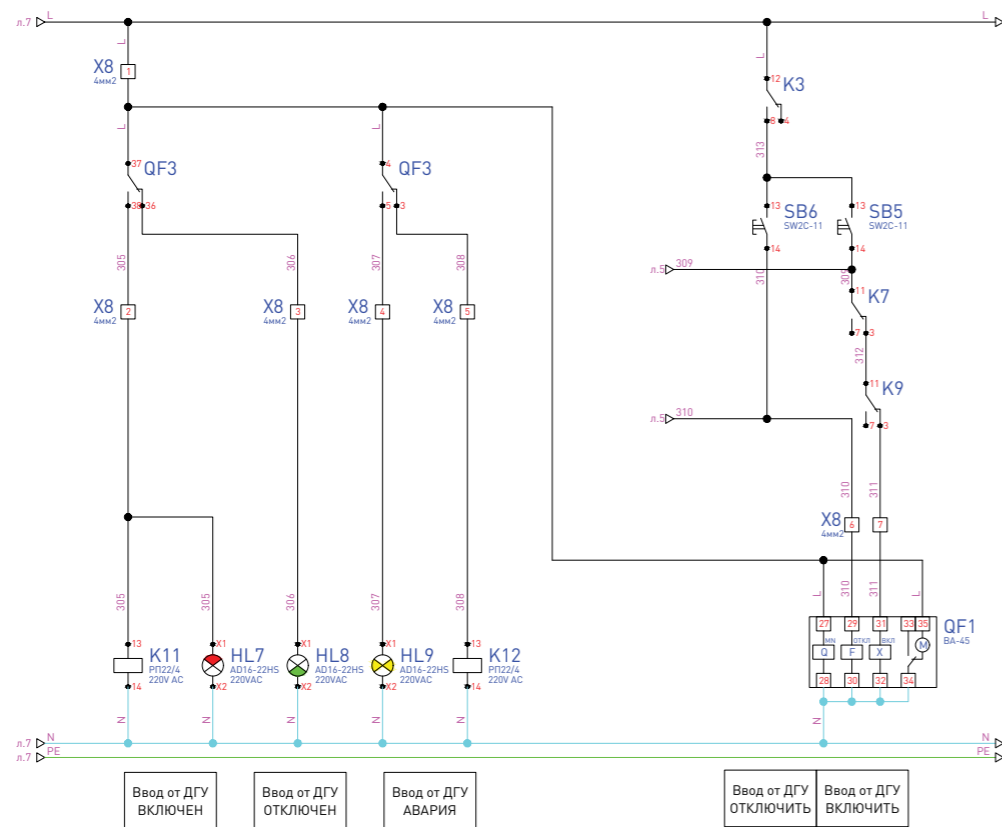 л.7 L
L
L
L
X8
1
4мм2
12
K3
8
4
L
L
313
37
QF3
38
36
4
QF3
5
3
13
SB6
SW2C-11
14
13
SB5
SW2C-11
14
305
306
307
308
310
л.5 309
309
11
K7
7
3
X8
4мм2
2
X8
4мм2
3
X8
4мм2
4
X8
4мм2
5
312
11
K9
7
3
л.5 310
310
311
X8
4мм2
6
7
305
305
306
307
308
L
310
311
L
13
K11
РП22/4
220V AC
14
X1
HL7
AD16-22HS
220VAC
X2
X1
HL8
AD16-22HS
220VAC
X2
X1
HL9
AD16-22HS
220VAC
X2
13
K12
РП22/4
220V AC
14
27
29
31
33
35
QF1
ВА-45
MN
ОТКЛ
ВКЛ
Q
F
X
M
28
30
32
34
N
N
N
N
N
N
л.7 N
N
л.7 PE
PE
Ввод от ДГУ
ВКЛЮЧЕН
Ввод от ДГУ
ОТКЛЮЧЕН
Ввод от ДГУ
АВАРИЯ
Ввод от ДГУ
ОТКЛЮЧИТЬ
Ввод от ДГУ
ВКЛЮЧИТЬ